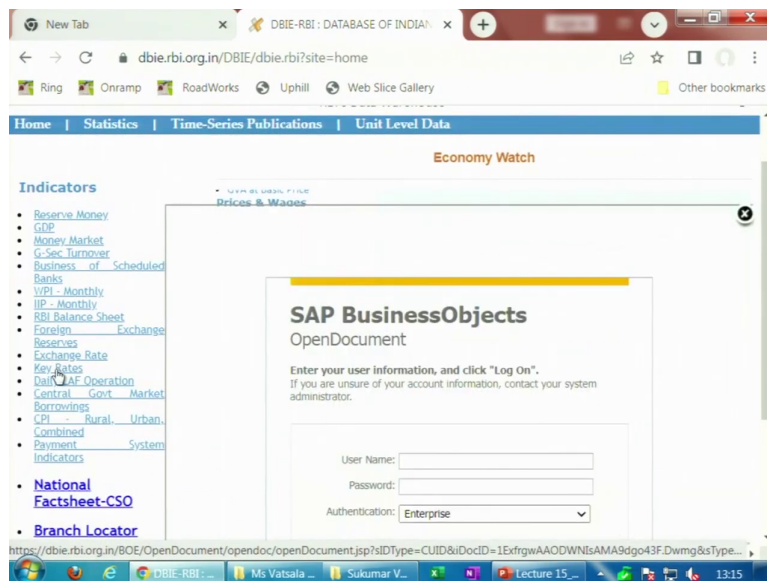 New Tab
DBIE-RBI : DATABASE OF INDIAN
dbie.rbi.org.in/DBIE/dbie.rbi?site=home
Ring Onramp RoadWorks Uphill Web Slice Gallery Other bookmarks
Home | Statistics | Time-Series Publications | Unit Level Data
Economy Watch
Indicators
GVA at Basic Price
Prices & Wages
Reserve Money
GDP
Money Market
G-Sec Turnover
Business of Scheduled
Banks
WPI - Monthly
IIP - Monthly
RBI Balance Sheet
Foreign Exchange
Reserves
Exchange Rate
Key Rates
Daily LAF Operation
Central Govt Market
Borrowings
CPI - Rural, Urban,
Combined
Payment System
Indicators
National
Factsheet-CSO
Branch Locator
SAP BusinessObjects
OpenDocument
Enter your user information, and click "Log On".
If you are unsure of your account information, contact your system
administrator.
User Name:
Password:
Authentication: Enterprise
https://dbie.rbi.org.in/BOE/OpenDocument/opendoc/openDocument.jsp?sIDType=CUID&iDocID=1ExfrgwAAODWNIsAMA9dgo43F.Dwmg&sType...
DBIE-RBI : ... Ms Vatsala ... Sukumar V... Lecture 15_... 13:15